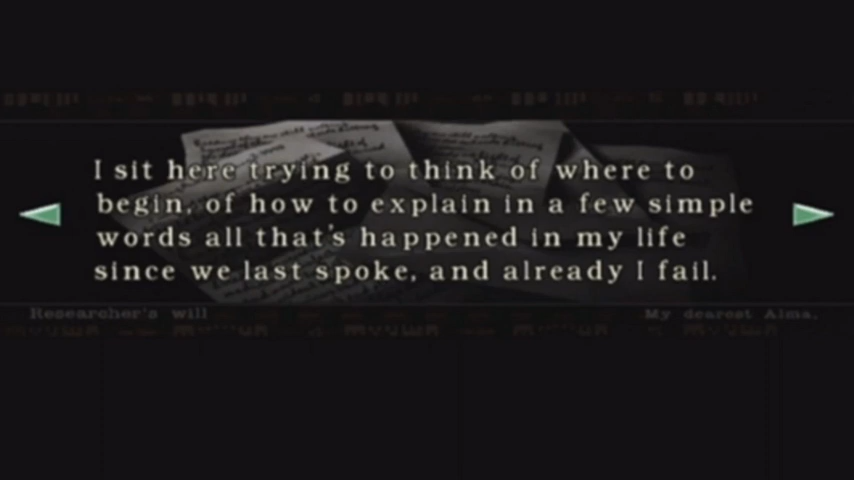 I sit here trying to think of where to
begin, of how to explain in a few simple
words all that's happened in my life
since we last spoke, and already I fail.
Researcher's will
My dearest Alma,